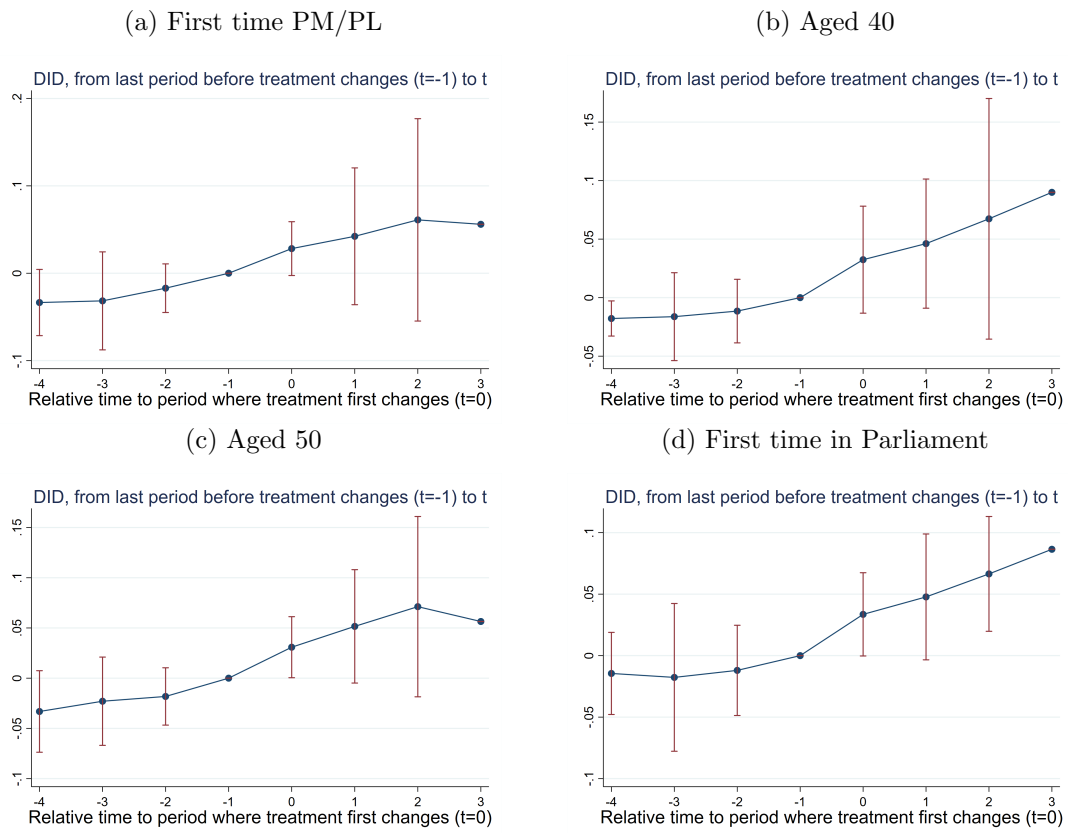 (a) First time PM/PL
(b) Aged 40
DID, from last period before treatment changes (t=-1) to t
DID, from last period before treatment changes (t=-1) to t
.2
.1
0
-.1
-4 -3 -2 -1 0 1 2 3
Relative time to period where treatment first changes (t=0)
.15
.1
.05
0
-.05
-4 -3 -2 -1 0 1 2 3
Relative time to period where treatment first changes (t=0)
(c) Aged 50
(d) First time in Parliament
DID, from last period before treatment changes (t=-1) to t
DID, from last period before treatment changes (t=-1) to t
.15
.1
.05
0
-.05
-.1
-4 -3 -2 -1 0 1 2 3
Relative time to period where treatment first changes (t=0)
.1
.05
0
-.05
-.1
-4 -3 -2 -1 0 1 2 3
Relative time to period where treatment first changes (t=0)